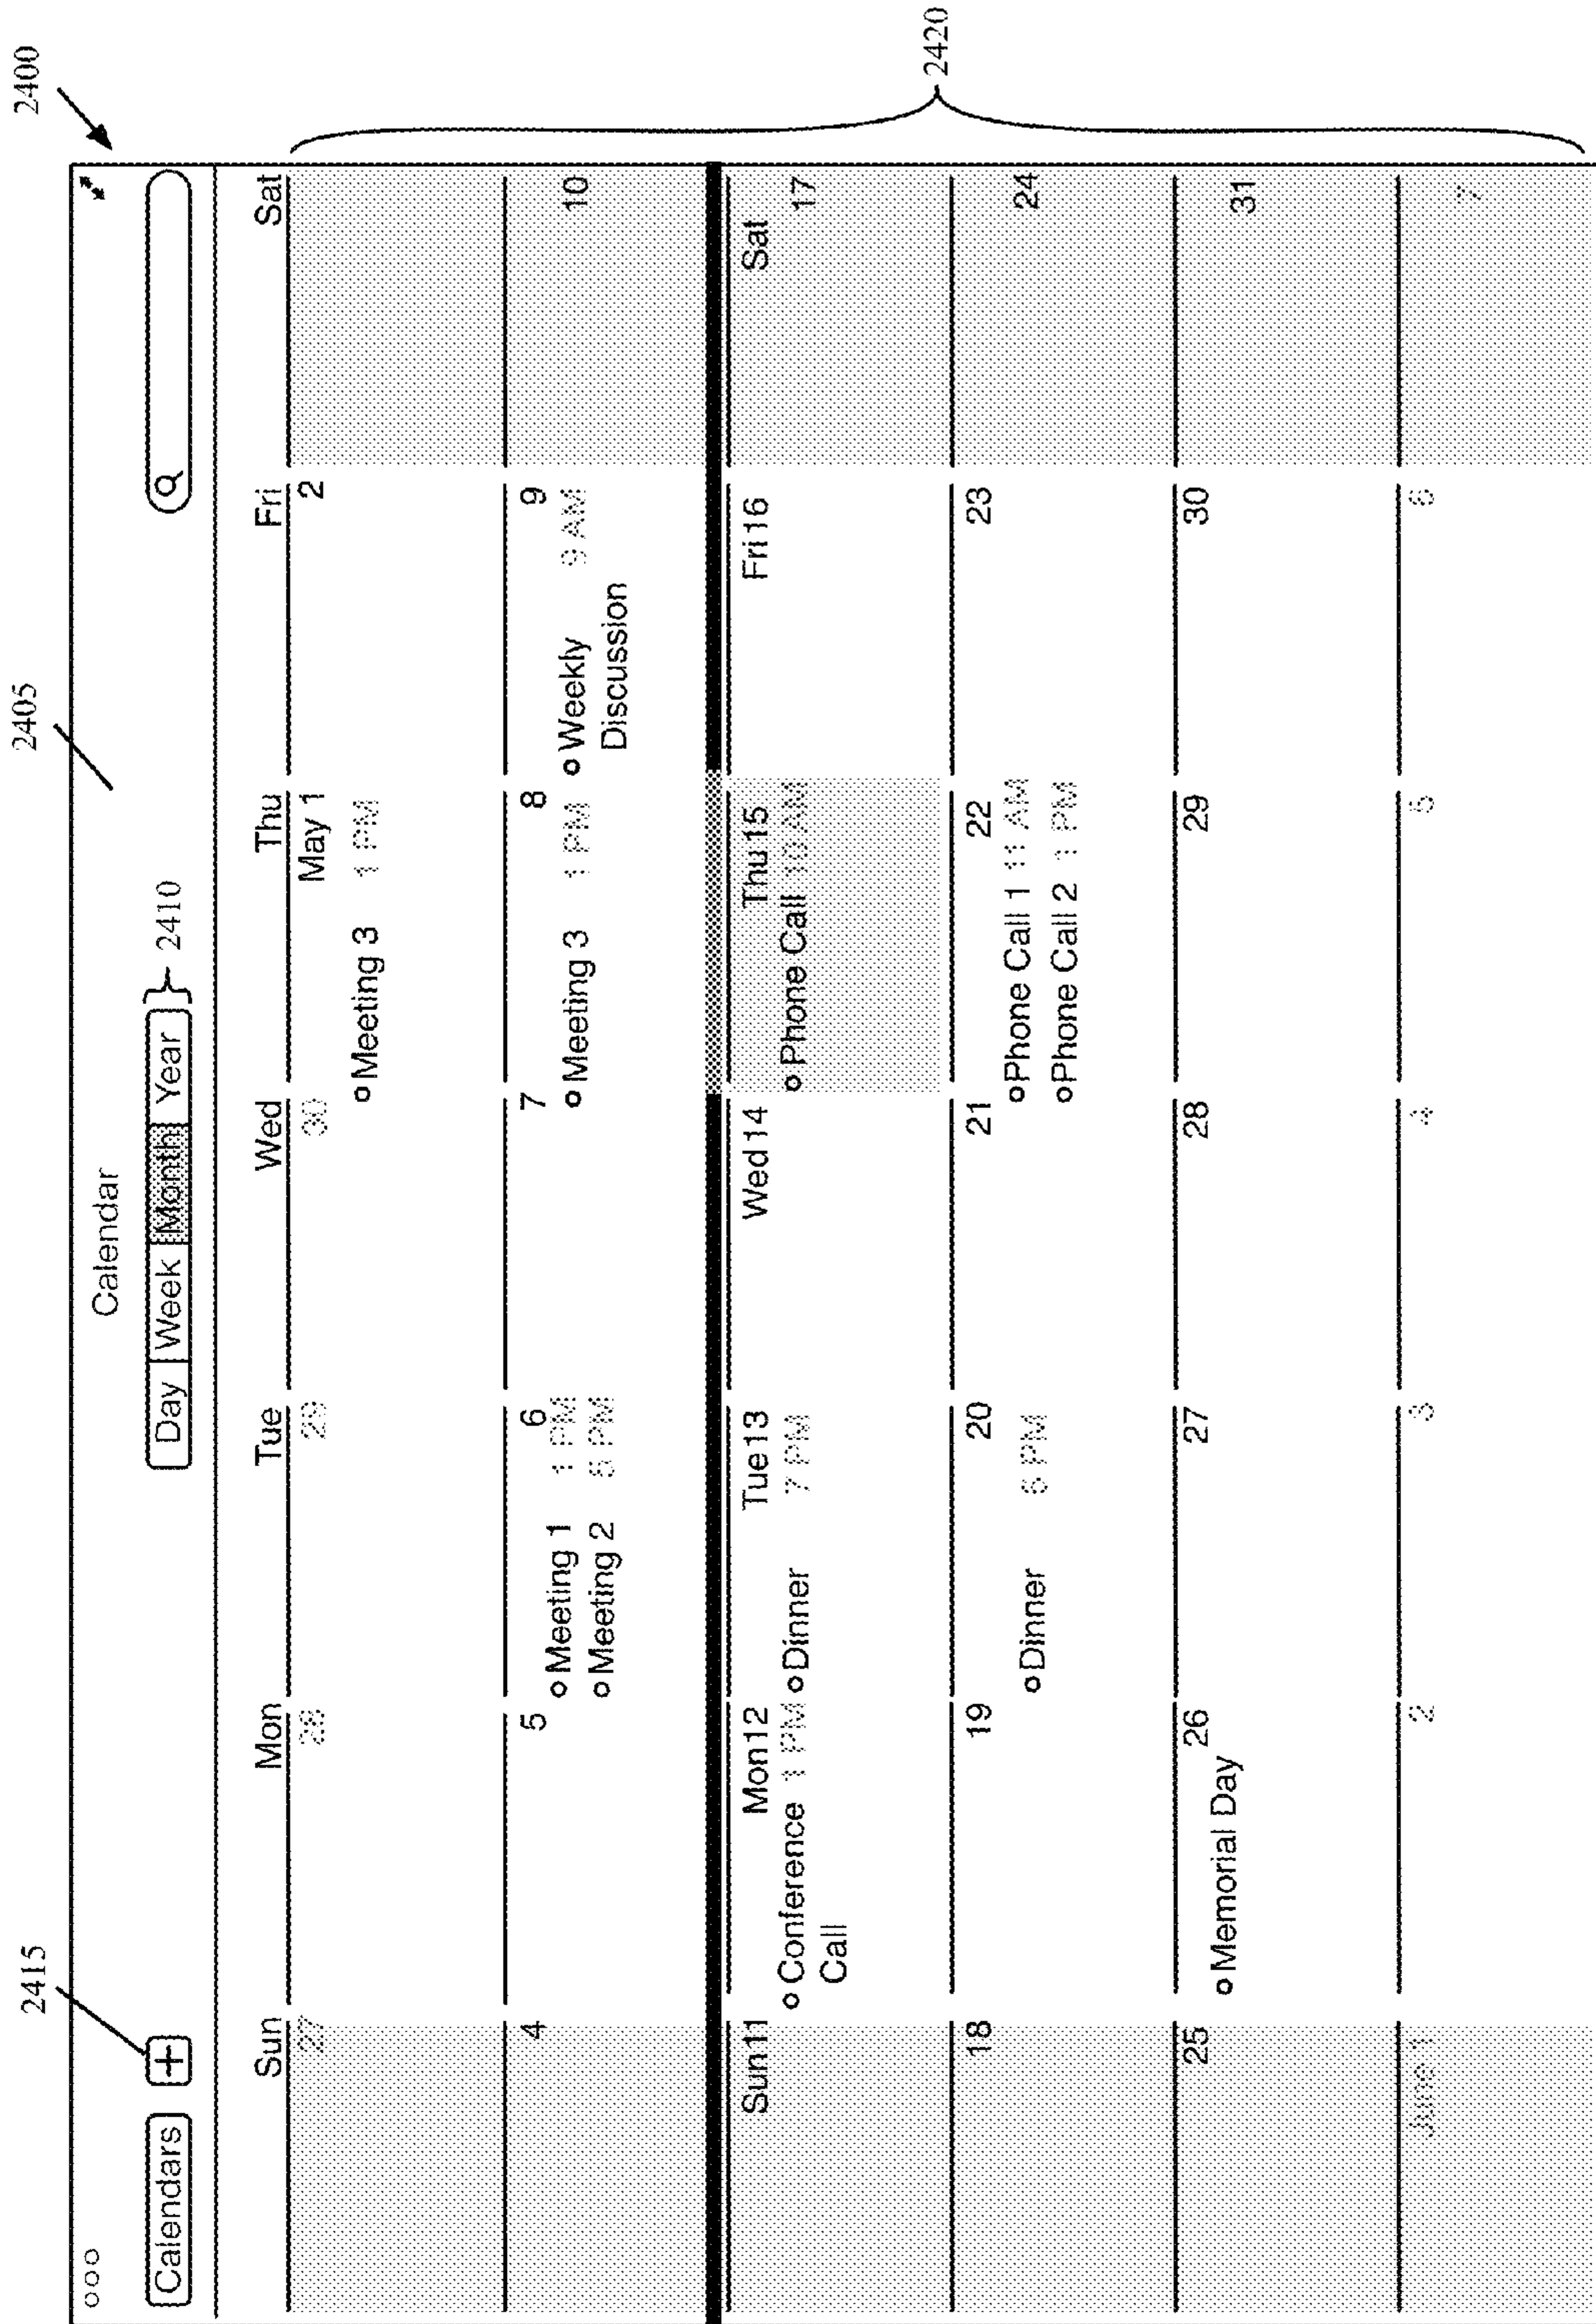 2400
2405
2415
Calendar
Calendars + Day Week Month Year 2410
Sun Mon Tue Wed Thu Fri Sat
27 28 29 30 May 1 2
Meeting 3 1 PM
4 5 6 7 8 9 10
Meeting 1 1 PM Meeting 3 1 PM Weekly 9 AM
Meeting 2 5 PM Discussion
2420
Sun 11 Mon 12 Tue 13 Wed 14 Thu 15 Fri 16 Sat 17
Conference 1 PM Dinner 7 PM Phone Call 10 AM
Call
18 19 20 21 22 23 24
Dinner 6 PM Phone Call 1 11 AM
Phone Call 2 1 PM
25 26 27 28 29 30 31
Memorial Day
June 1 2 3 4 5 6 7